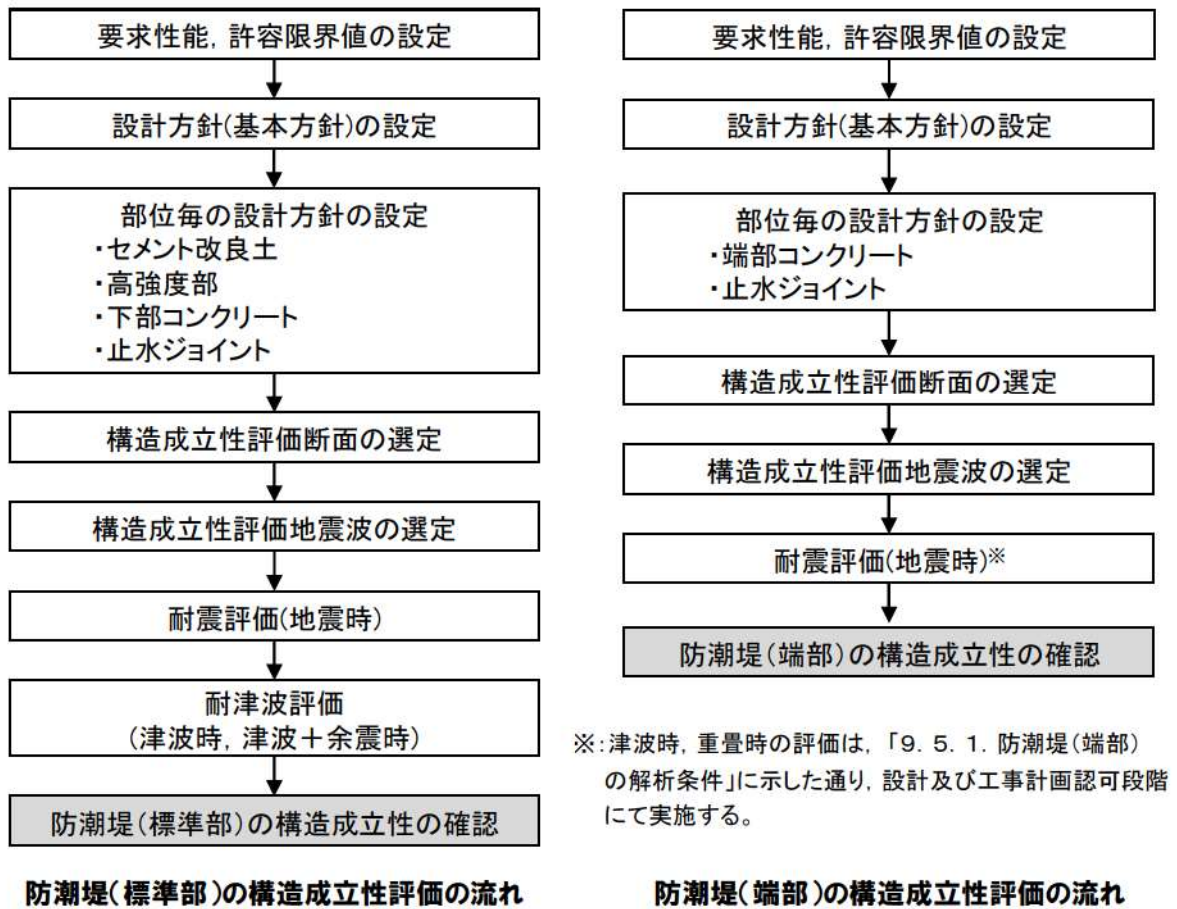 要求性能，許容限界値の設定
設計方針(基本方針)の設定
部位毎の設計方針の設定
・セメント改良土
・高強度部
・下部コンクリート
・止水ジョイント
構造成立性評価断面の選定
構造成立性評価地震波の選定
耐震評価(地震時)
耐津波評価
(津波時，津波＋余震時)
防潮堤(標準部)の構造成立性の確認
防潮堤(標準部)の構造成立性評価の流れ
要求性能，許容限界値の設定
設計方針(基本方針)の設定
部位毎の設計方針の設定
・端部コンクリート
・止水ジョイント
構造成立性評価断面の選定
構造成立性評価地震波の選定
耐震評価(地震時)※
防潮堤(端部)の構造成立性の確認
※：津波時，重畳時の評価は，「９．５．１．防潮堤(端部)
の解析条件」に示した通り，設計及び工事計画認可段階
にて実施する。
防潮堤(端部)の構造成立性評価の流れ